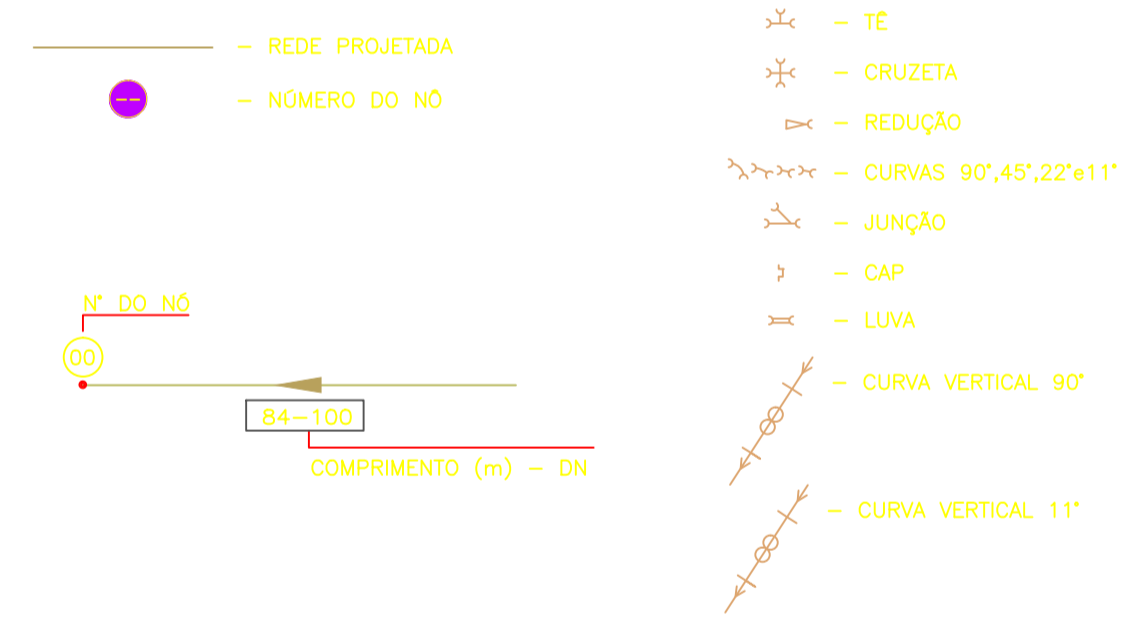 — REDE PROJETADA
-- — NÚMERO DO NÔ
N° DO NÓ
00
84-100
COMPRIMENTO (m) — DN
— TÊ
— CRUZETA
— REDUÇÃO
— CURVAS 90°,45°,22°e11°
— JUNÇÃO
— CAP
— LUVA
— CURVA VERTICAL 90°
— CURVA VERTICAL 11°